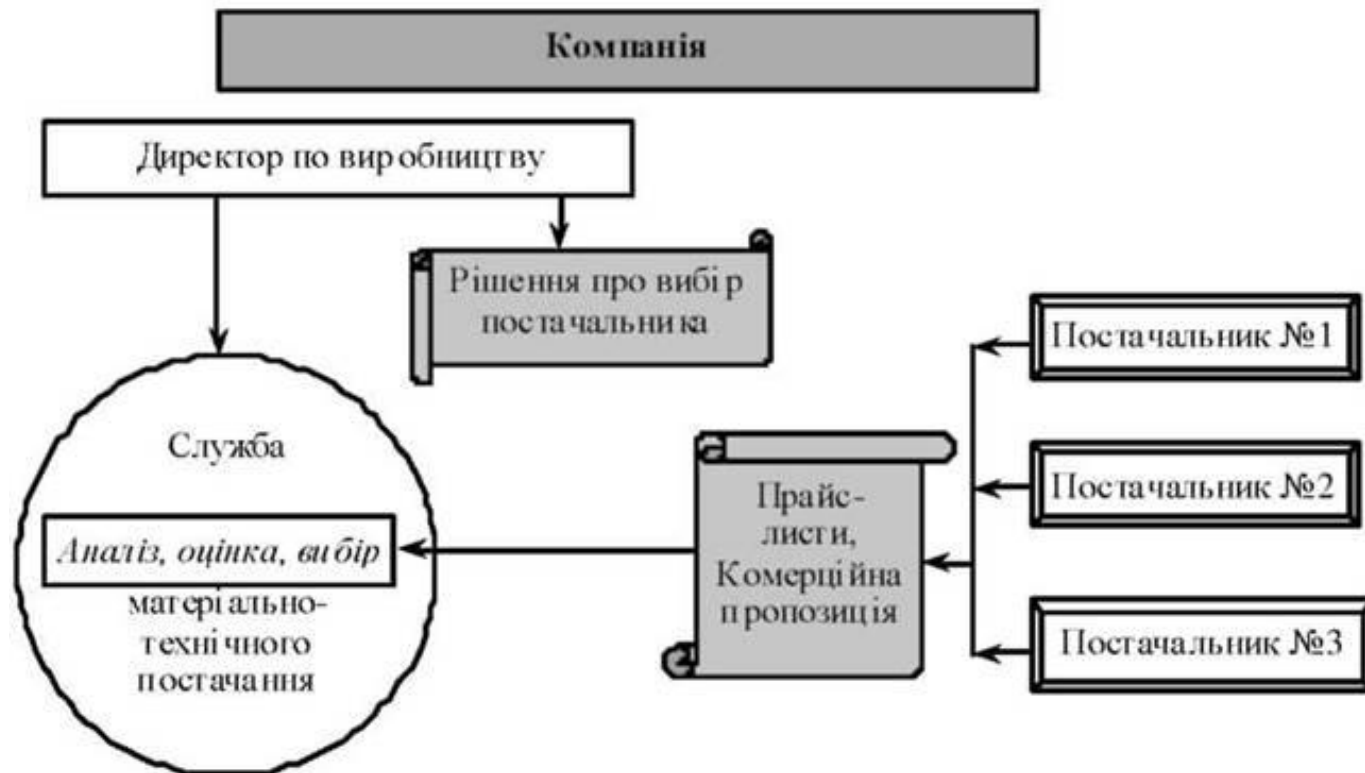 Компанія
Директор по виробництву
Рішення про вибір
постачальника
Служба
Аналіз, оцінка, вибір
матеріально-
технічного
постачання
Прайс-
листи,
Комерційна
пропозиція
Постачальник №1
Постачальник №2
Постачальник №3